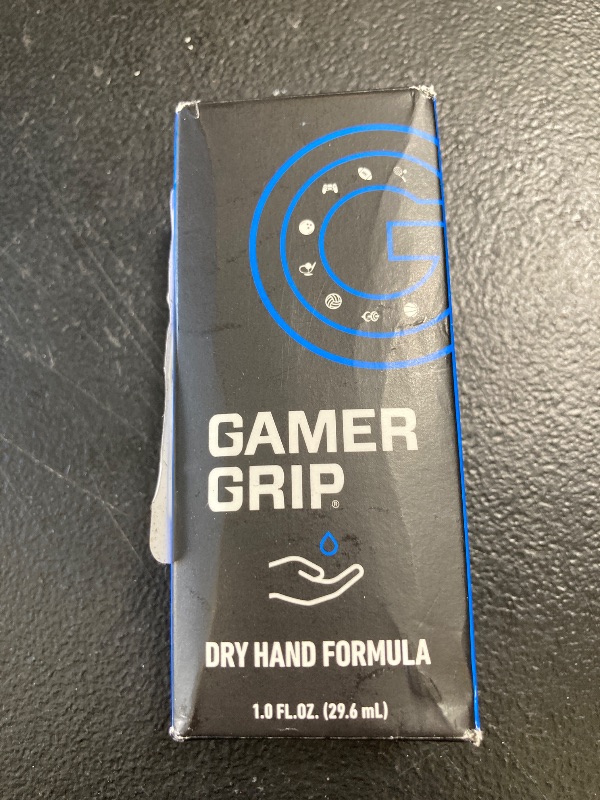 G
GAMER
GRIP®
DRY HAND FORMULA
1.0 FL.OZ. (29.6 mL)